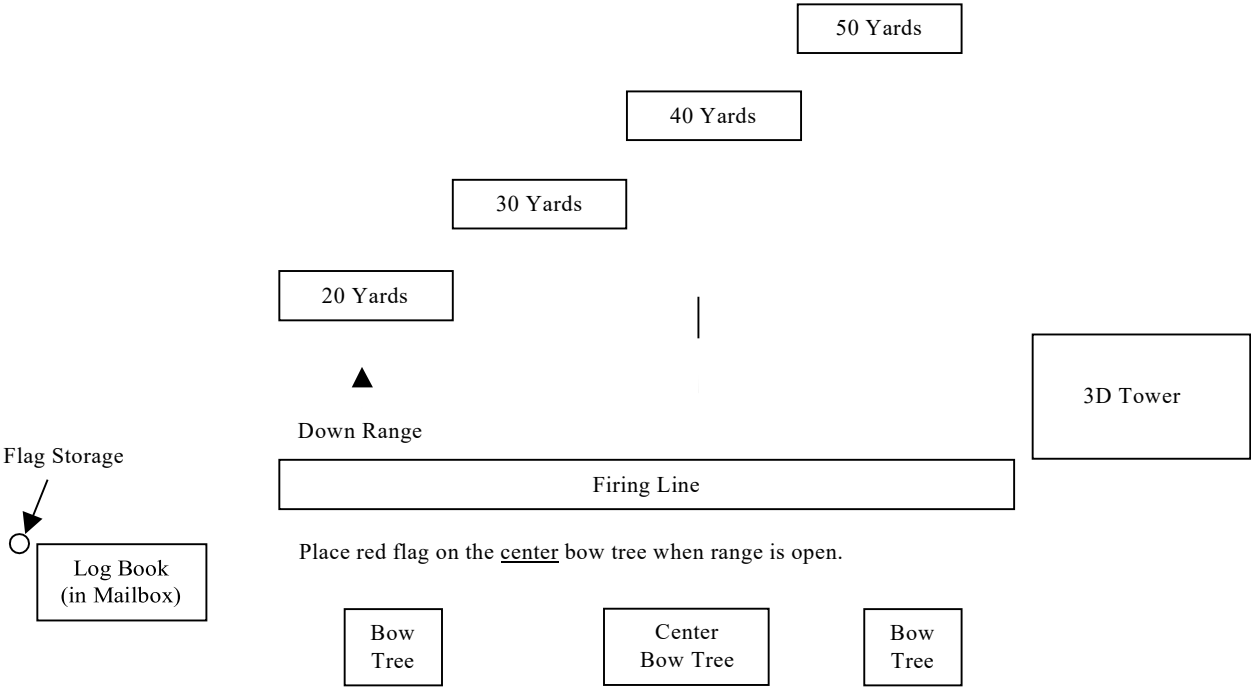 50 Yards
40 Yards
30 Yards
20 Yards
3D Tower
Down Range
Flag Storage
Firing Line
Place red flag on the center bow tree when range is open.
Log Book
(in Mailbox)
Bow
Tree
Center
Bow Tree
Bow
Tree